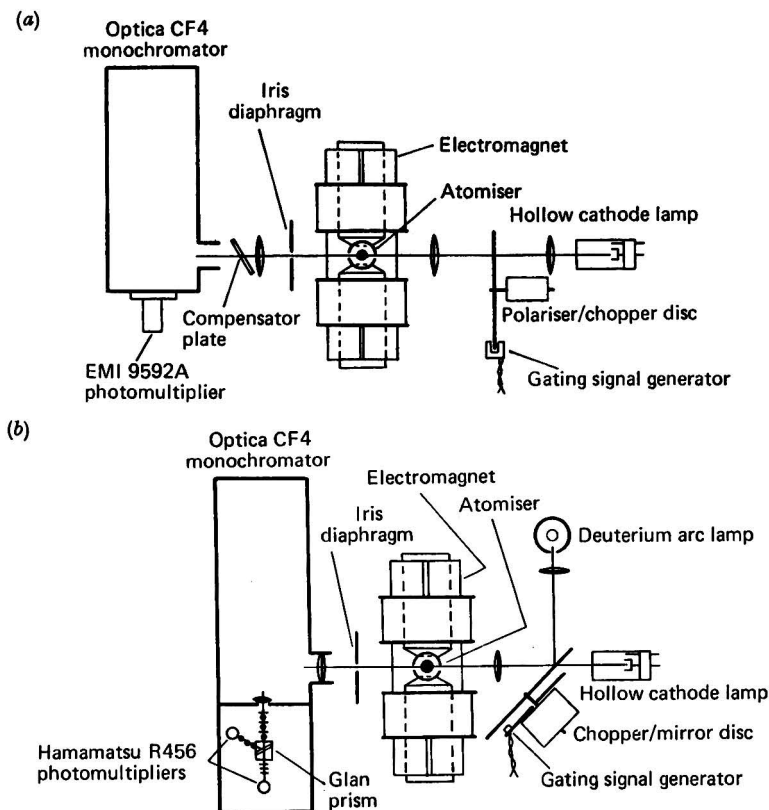 (a)
Optica CF4
monochromator
Iris
diaphragm
Electromagnet
Atomiser
Hollow cathode lamp
Compensator
plate
Polariser/chopper disc
EMI 9592A
photomultiplier
Gating signal generator
(b)
Optica CF4
monochromator
Electromagnet
Iris
diaphragm
Atomiser
Deuterium arc lamp
Hollow cathode lamp
Chopper/mirror disc
Hamamatsu R456
photomultipliers
Glan
prism
Gating signal generator